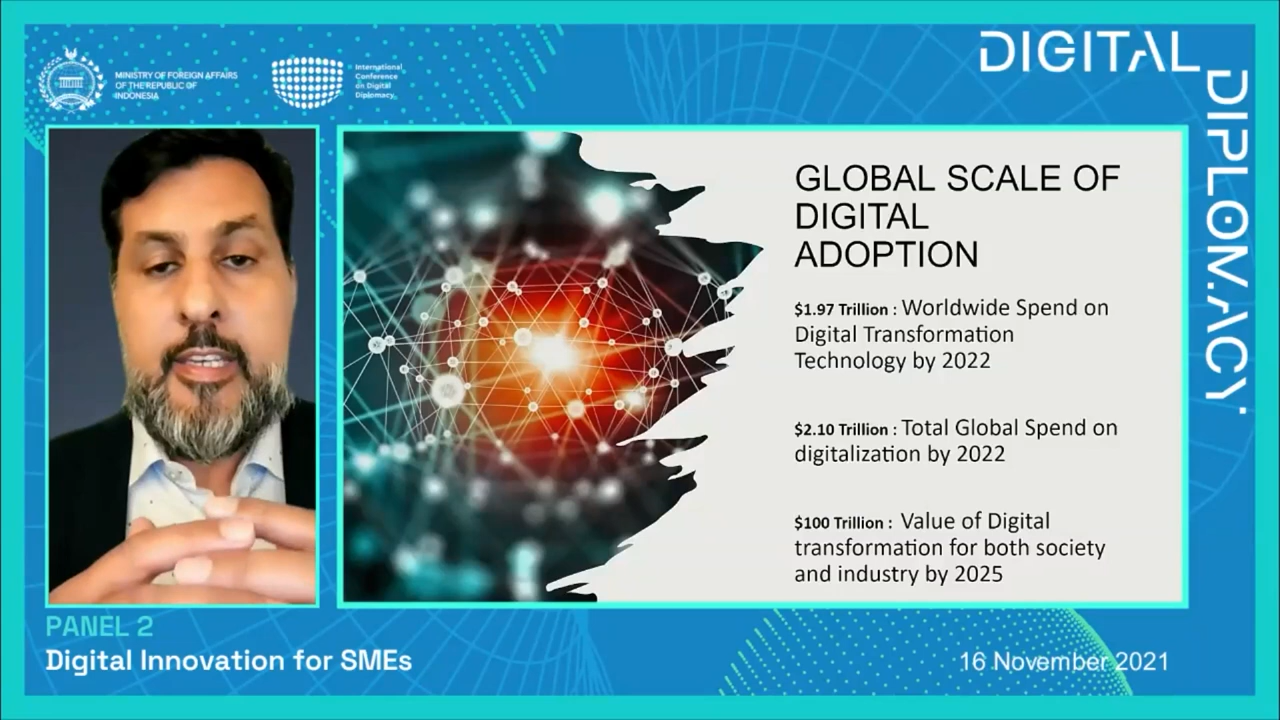 MINISTRY OF FOREIGN AFFAIRS
OF THE REPUBLIC OF
INDONESIA
International
Conference
on Digital
Diplomacy
DIGITAL
DIPLOMACY
GLOBAL SCALE OF
DIGITAL
ADOPTION
$1.97 Trillion : Worldwide Spend on
Digital Transformation
Technology by 2022
$2.10 Trillion : Total Global Spend on
digitalization by 2022
$100 Trillion : Value of Digital
transformation for both society
and industry by 2025
PANEL 2
Digital Innovation for SMEs
16 November 2021